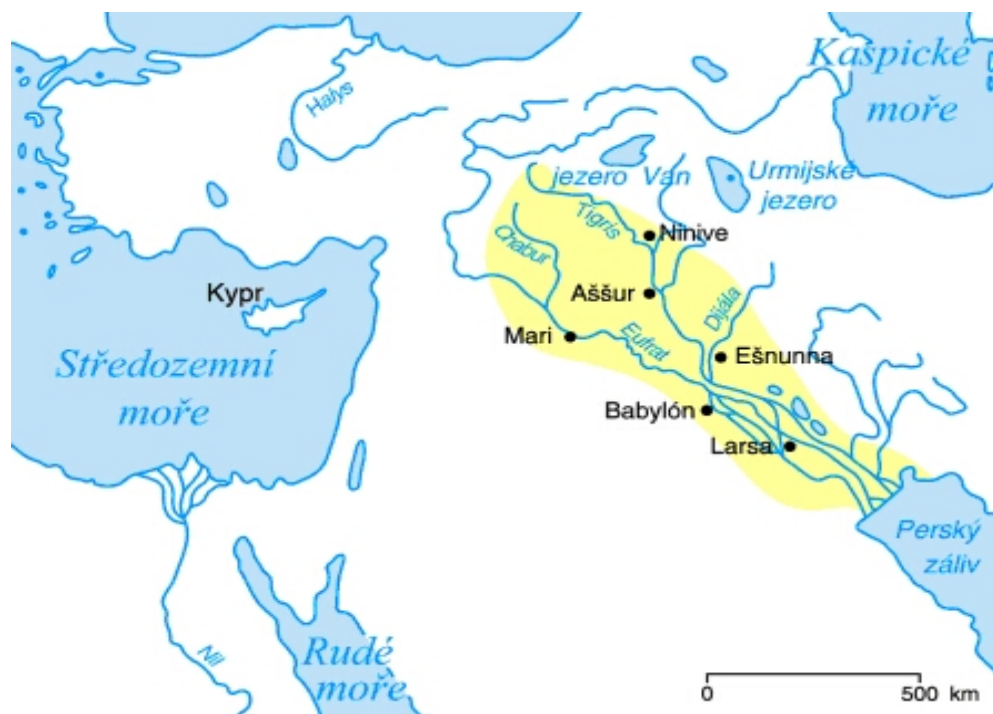 Kašpické
moře
Halys
jezero Van
Urmijské
jezero
Tigris
Ninive
Chabur
Kypr
Aššur
Dijála
Mari
Eufrat
Ešnunna
Středozemní
moře
Babylón
Larsa
Perský
záliv
Nil
Rudé
moře
0 500 km